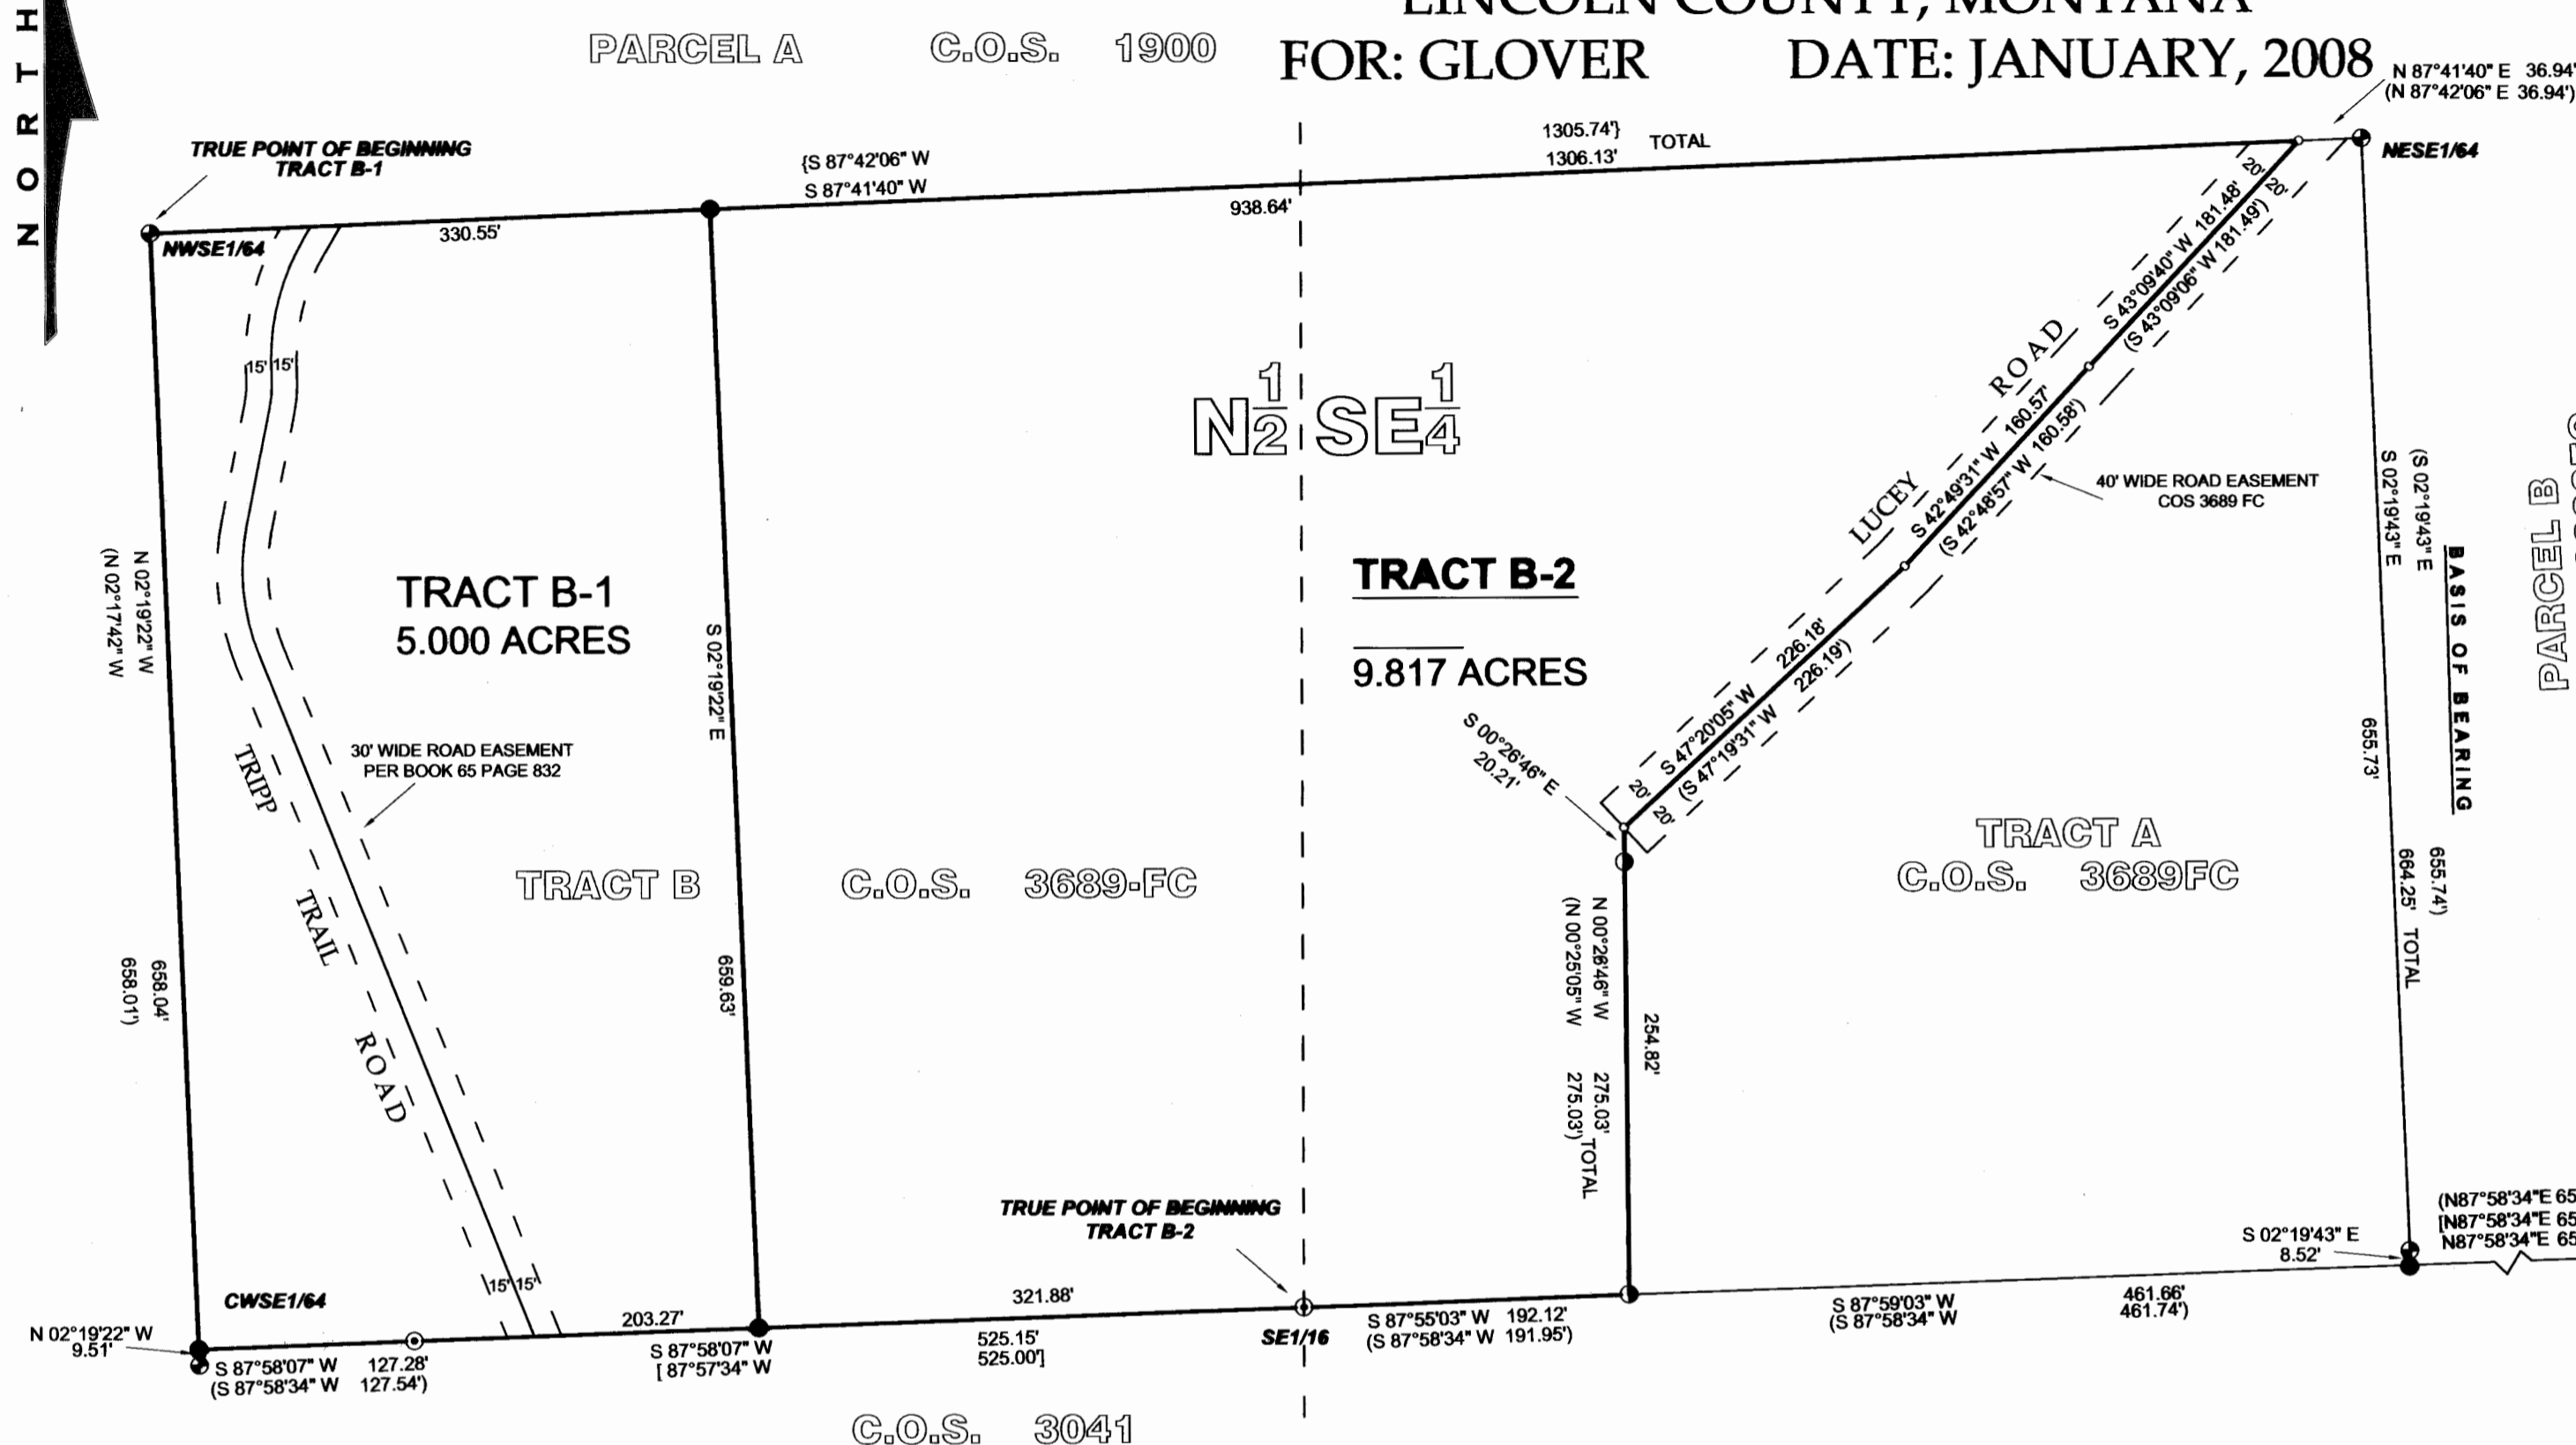 NORTH
LINCOLN COUNTY, MONTANA
PARCEL A C.O.S. 1900
FOR: GLOVER DATE: JANUARY, 2008
N 87°41'40" E 36.94'
(N 87°42'06" E 36.94')
TRUE POINT OF BEGINNING
TRACT B-1
{S 87°42'06" W 1305.74'} TOTAL
S 87°41'40" W 1306.13'
NESE1/64
NWSE1/64
330.55'
938.64'
20' 20'
S 43°09'40" W 181.48'
(S 43°09'06" W 181.49')
15' 15'
N 1/2 SE 1/4
LUCEY ROAD
S 42°49'31" W 160.57'
(S 42°48'57" W 160.58')
40' WIDE ROAD EASEMENT
COS 3689 FC
(S 02°19'43" E 655.74')
S 02°19'43" E 664.25' TOTAL
655.73'
BASIS OF BEARING
PARCEL B
N 02°19'22" W 658.04'
(N 02°17'42" W 658.01')
TRACT B-1
5.000 ACRES
S 02°19'22" E 659.63'
TRACT B-2
9.817 ACRES
S 47°20'05" W 226.18'
(S 47°19'31" W 226.19')
20' 20'
S 00°26'46" E
20.21'
30' WIDE ROAD EASEMENT
PER BOOK 65 PAGE 832
TRIPP TRAIL ROAD
TRACT A
C.O.S. 3689FC
TRACT B C.O.S. 3689-FC
N 00°26'46" W 275.03' TOTAL
(N 00°25'05" W 275.03')
254.82'
TRUE POINT OF BEGINNING
TRACT B-2
(N87°58'34"E 65
[N87°58'34"E 65
N87°58'34"E 65
S 02°19'43" E
8.52'
15' 15'
CWSE1/64
203.27'
321.88'
N 02°19'22" W
9.51'
S 87°58'07" W 127.28'
(S 87°58'34" W 127.54')
S 87°58'07" W 525.15'
[ 87°57'34" W 525.00']
SE1/16
S 87°55'03" W 192.12'
(S 87°58'34" W 191.95')
S 87°59'03" W 461.66'
(S 87°58'34" W 461.74')
C.O.S. 3041